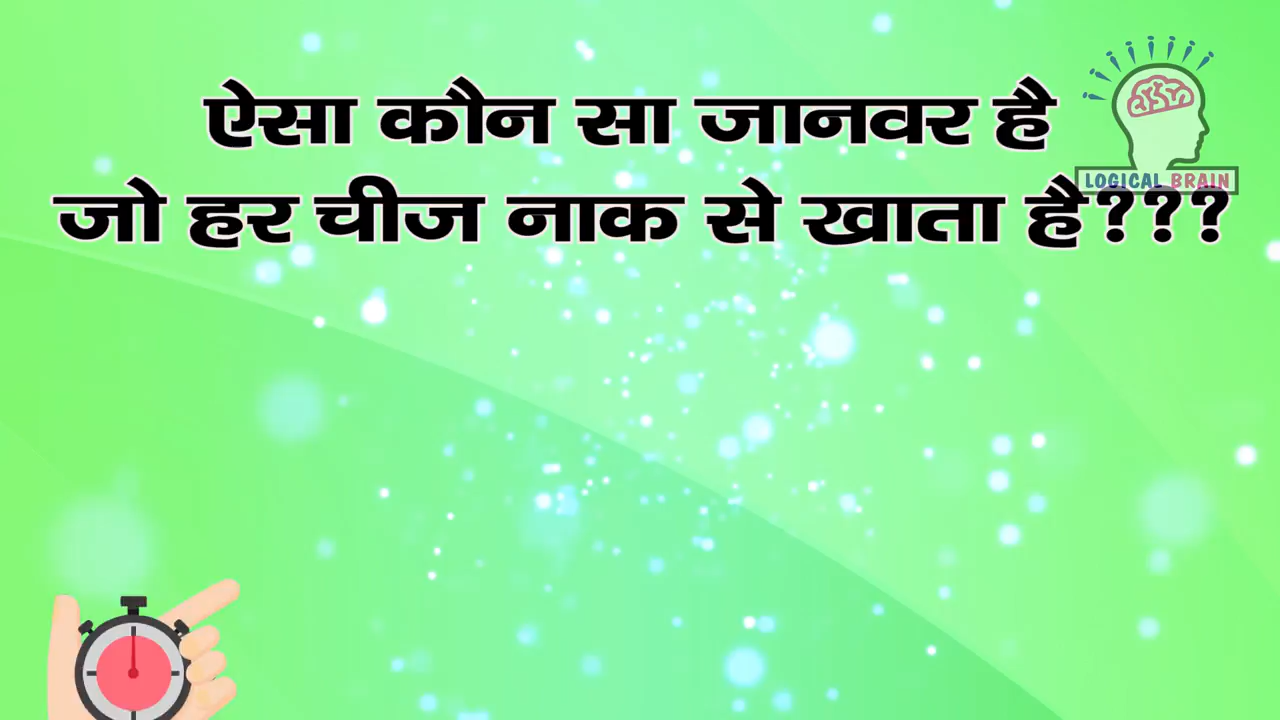 ऐसा कौन सा जानवर है
जो हर चीज नाक से खाता है???
LOGICAL BRAIN